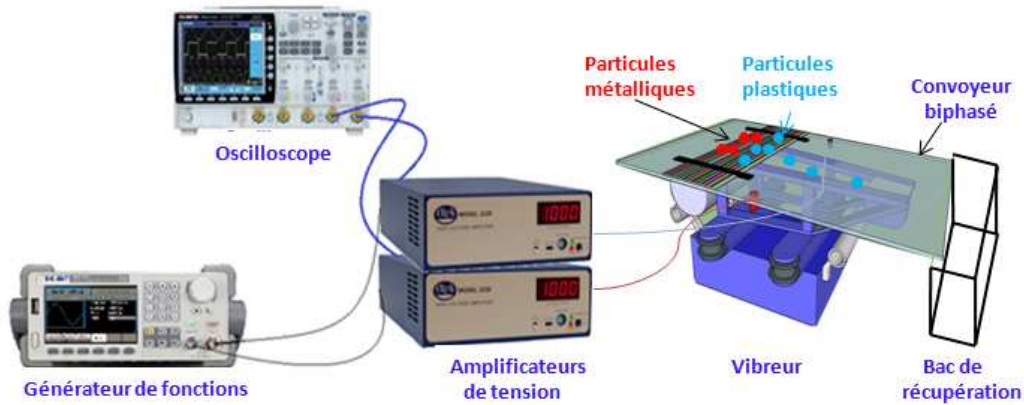 Particules
métalliques
Particules
plastiques
Convoyeur
biphasé
Oscilloscope
1000
1000
Générateur de fonctions
Amplificateurs
de tension
Vibreur
Bac de
récupération